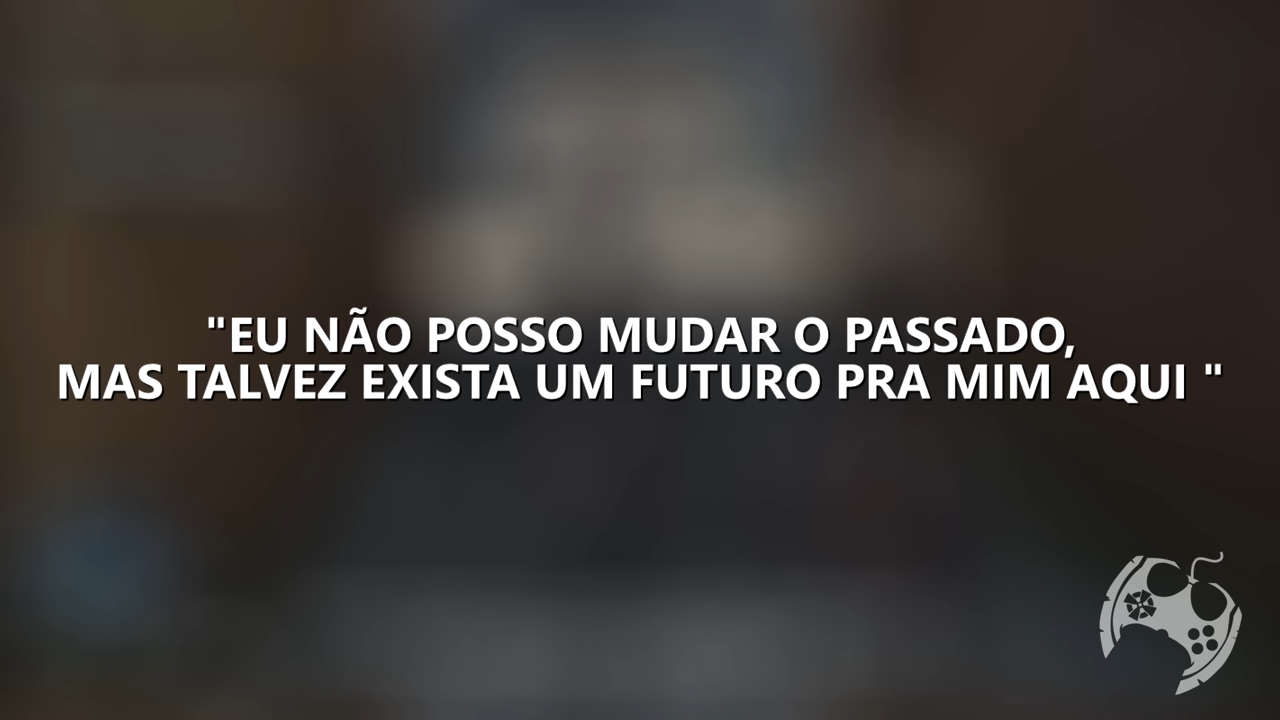 "EU NÃO POSSO MUDAR O PASSADO,
MAS TALVEZ EXISTA UM FUTURO PRA MIM AQUI "